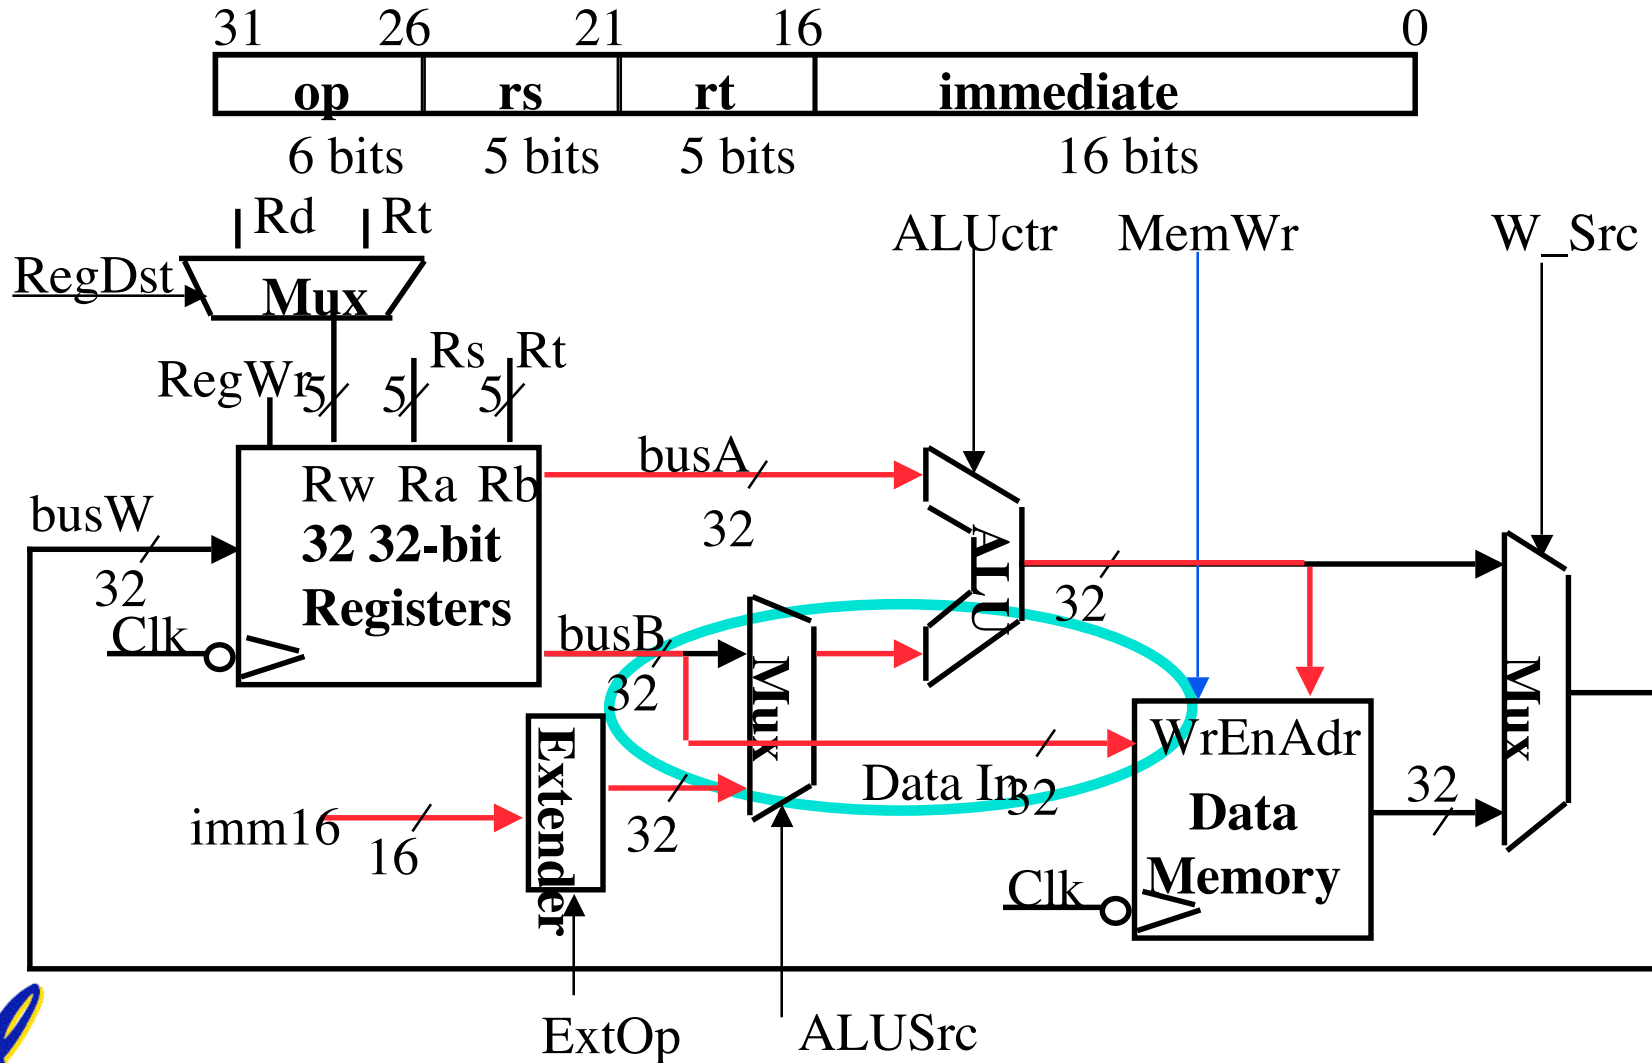 31 26 21 16 0
op rs rt immediate
6 bits 5 bits 5 bits 16 bits
Rd Rt
ALUctr MemWr W_Src
RegDst
Mux
Rs Rt
RegWr 5 5 5
busA
Rw Ra Rb
busW
32
32 32-bit
ALU
32
Registers
32
Clk
busB
32
Mux
Mux
WrEnAdr
Extender
Data In 32
32
Data
imm16
16
32
Memory
Clk
ExtOp
ALUSrc